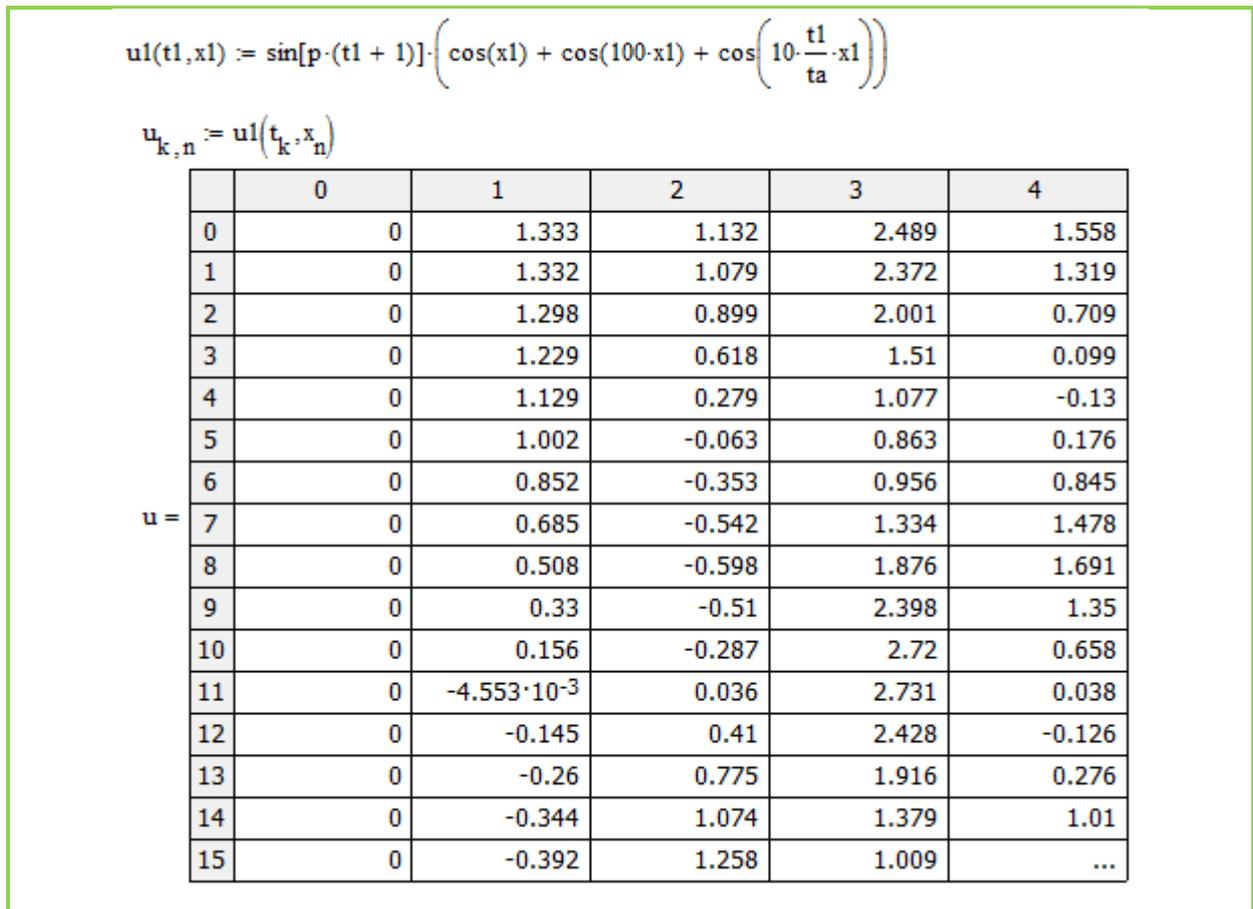 u1(t1,x1) := sin[p·(t1 + 1)]·(cos(x1) + cos(100·x1) + cos(10·t1/ta·x1))
u k,n := u1(t k,x n)
0 1 2 3 4
0 0 1.333 1.132 2.489 1.558
1 0 1.332 1.079 2.372 1.319
2 0 1.298 0.899 2.001 0.709
3 0 1.229 0.618 1.51 0.099
4 0 1.129 0.279 1.077 -0.13
5 0 1.002 -0.063 0.863 0.176
6 0 0.852 -0.353 0.956 0.845
u = 7 0 0.685 -0.542 1.334 1.478
8 0 0.508 -0.598 1.876 1.691
9 0 0.33 -0.51 2.398 1.35
10 0 0.156 -0.287 2.72 0.658
11 0 -4.553·10-3 0.036 2.731 0.038
12 0 -0.145 0.41 2.428 -0.126
13 0 -0.26 0.775 1.916 0.276
14 0 -0.344 1.074 1.379 1.01
15 0 -0.392 1.258 1.009 ...